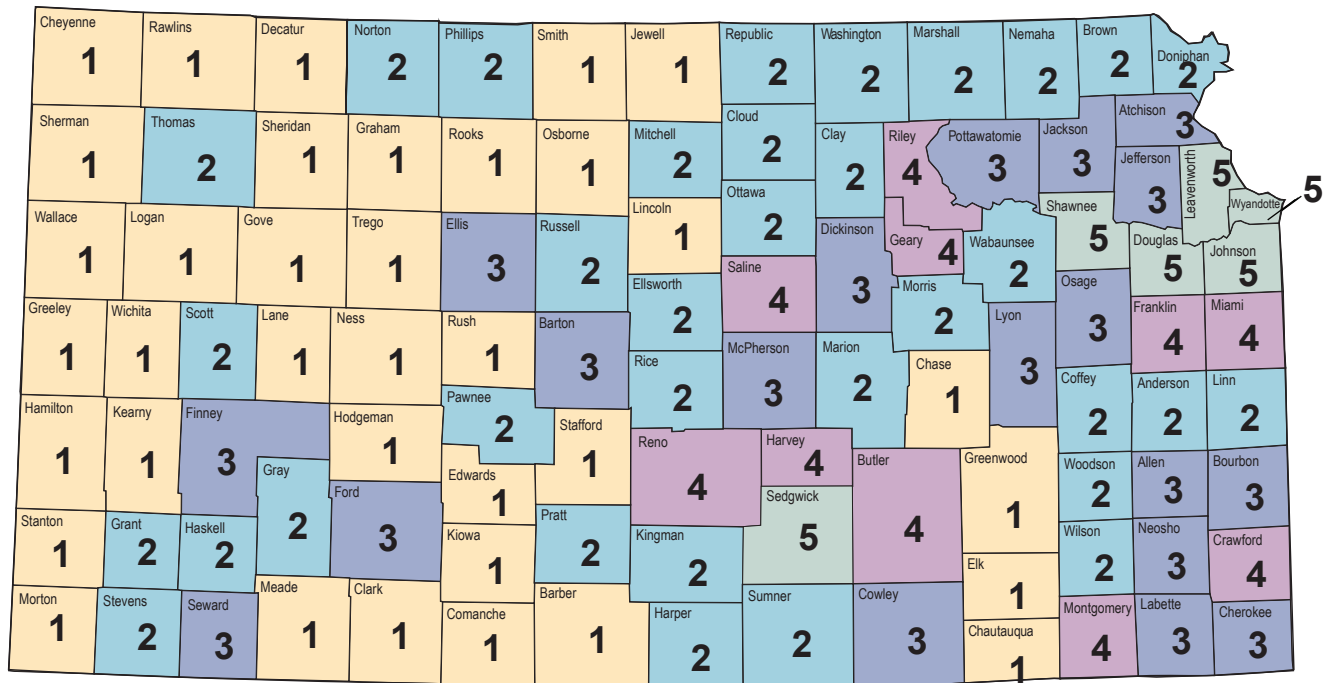 Cheyenne 1
Rawlins 1
Decatur 1
Norton 2
Phillips 2
Smith 1
Jewell 1
Republic 2
Washington 2
Marshall 2
Nemaha 2
Brown 2
Doniphan 2
Sherman 1
Thomas 2
Sheridan 1
Graham 1
Rooks 1
Osborne 1
Mitchell 2
Cloud 2
Clay 2
Riley 4
Pottawatomie 3
Jackson 3
Atchison 3
Jefferson 3
Leavenworth 5
Wyandotte 5
Wallace 1
Logan 1
Gove 1
Trego 1
Ellis 3
Russell 2
Lincoln 1
Ottawa 2
Saline 4
Dickinson 3
Geary 4
Wabaunsee 2
Shawnee 5
Douglas 5
Johnson 5
Greeley 1
Wichita 1
Scott 2
Lane 1
Ness 1
Rush 1
Barton 3
Ellsworth 2
Rice 2
McPherson 3
Marion 2
Morris 2
Chase 1
Lyon 3
Osage 3
Franklin 4
Miami 4
Coffey 2
Anderson 2
Linn 2
Hamilton 1
Kearny 1
Finney 3
Gray 2
Hodgeman 1
Ford 3
Pawnee 2
Edwards 1
Stafford 1
Reno 4
Harvey 4
Sedgwick 5
Butler 4
Greenwood 1
Woodson 2
Allen 3
Bourbon 3
Stanton 1
Grant 2
Haskell 2
Kiowa 1
Pratt 2
Kingman 2
Elk 1
Wilson 2
Neosho 3
Crawford 4
Morton 1
Stevens 2
Seward 3
Meade 1
Clark 1
Comanche 1
Barber 1
Harper 2
Sumner 2
Cowley 3
Chautauqua 1
Montgomery 4
Labette 3
Cherokee 3